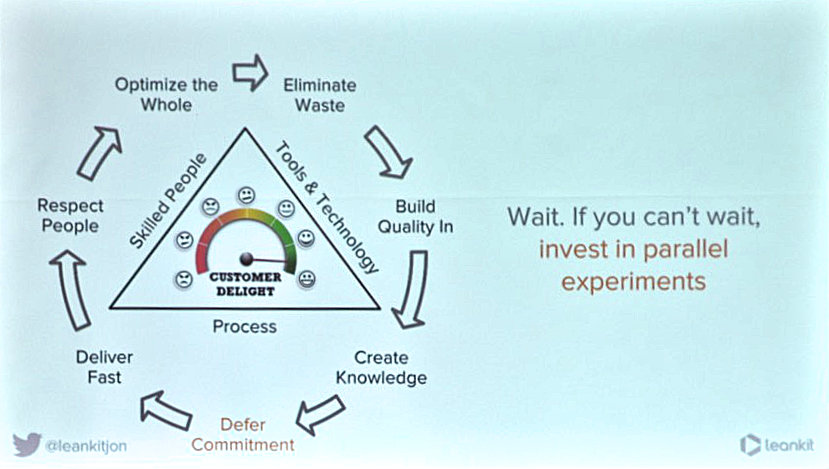 Optimize the
Whole
Eliminate
Waste
Build
Quality In
Create
Knowledge
Defer
Commitment
Deliver
Fast
Respect
People
Skilled People
Tools & Technology
Process
CUSTOMER
DELIGHT
Wait. If you can't wait,
invest in parallel
experiments
@leankitjon
leankit